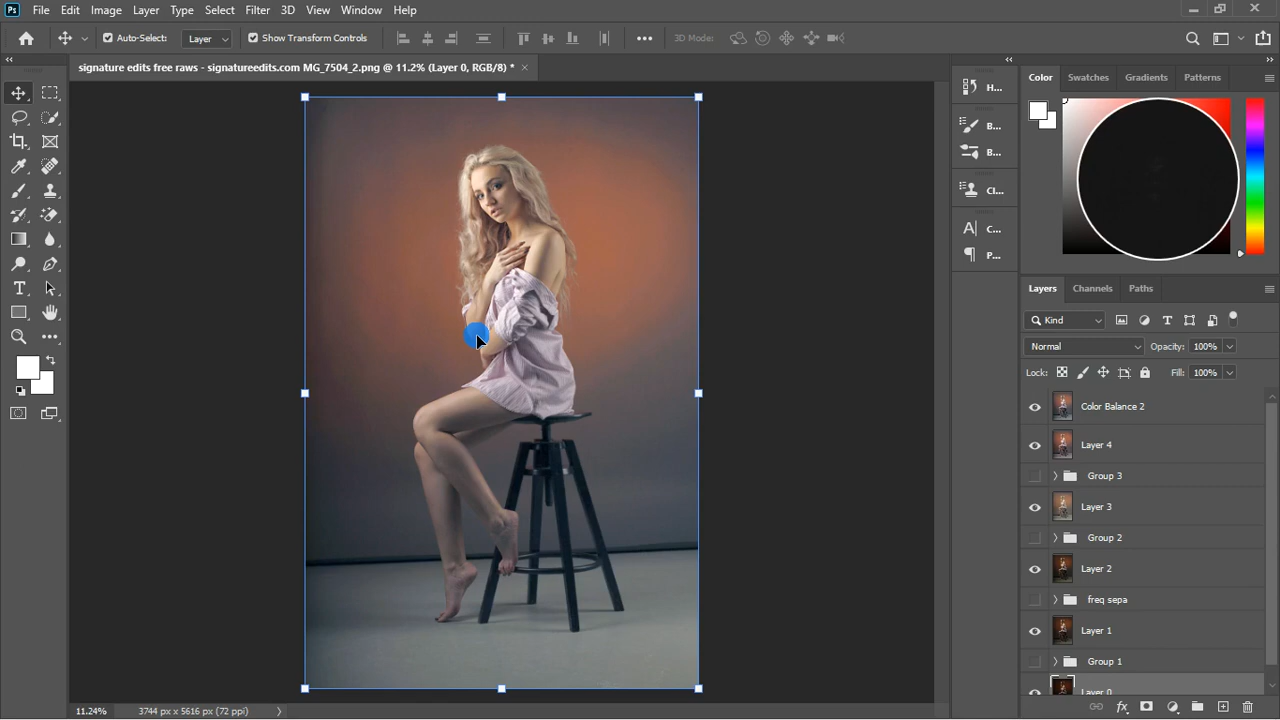 Ps File Edit Image Layer Type Select Filter 3D View Window Help
Auto-Select: Layer Show Transform Controls 3D Mode:
signature edits free raws - signatureedits.com MG_7504_2.png @ 11.2% (Layer 0, RGB/8) *
H...
B...
B...
Cl...
A| C...
P...
Color Swatches Gradients Patterns
Layers Channels Paths
Kind
Normal Opacity: 100%
Lock: Fill: 100%
Color Balance 2
Layer 4
Group 3
Layer 3
Group 2
Layer 2
freq sepa
Layer 1
Group 1
Layer 0
11.24% 3744 px x 5616 px (72 ppi)